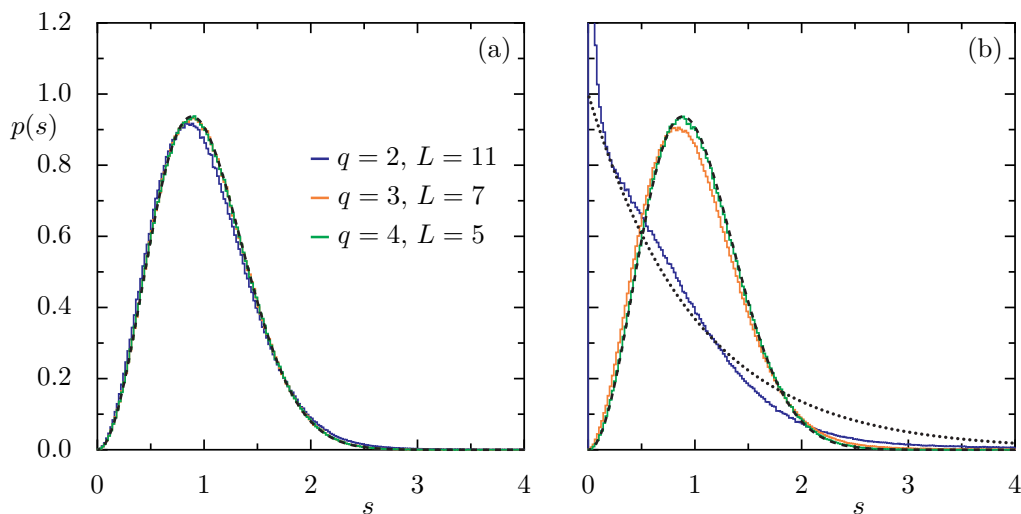 1.2
(a)
1.0
p(s)
0.8
q = 2, L = 11
q = 3, L = 7
0.6
q = 4, L = 5
0.4
0.2
0.0
0 1 2 3 4
s
(b)
0 1 2 3 4
s